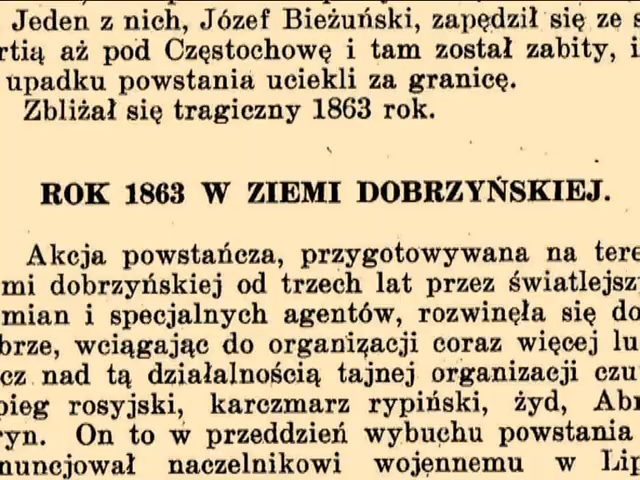 Jeden z nich, Józef Bieżuński, zapędził się ze s
rtią aż pod Częstochowę i tam został zabity, i
upadku powstania uciekli za granicę.
Zbliżał się tragiczny 1863 rok.
ROK 1863 W ZIEMI DOBRZYŃSKIEJ.
Akcja powstańcza, przygotowywana na tere
mi dobrzyńskiej od trzech lat przez światlejszy
mian i specjalnych agentów, rozwinęła się do
brze, wciągając do organizacji coraz więcej lu
cz nad tą działalnością tajnej organizacji czu
pieg rosyjski, karczmarz rypiński, żyd, Abr
ryn. On to w przeddzień wybuchu powstania
nuncjował naczelnikowi wojennemu w Lip